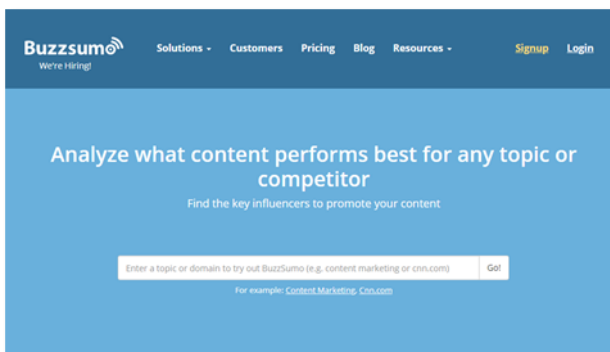 Buzzsumo
We're Hiring!
Solutions
Customers
Pricing
Blog
Resources
Signup
Login
Analyze what content performs best for any topic or
competitor
Find the key influencers to promote your content
Enter a topic or domain to try out BuzzSumo (e.g. content marketing or cnn.com)
Go!
For example: Content Marketing, Cnn.com